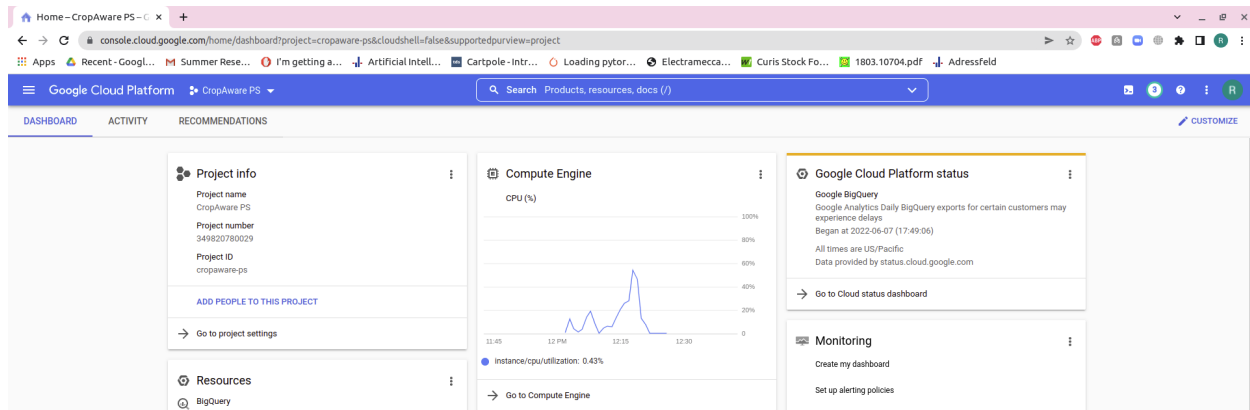 Home – CropAware PS – G
console.cloud.google.com/home/dashboard?project=cropaware-ps&cloudshell=false&supportedpurview=project
ABP
R
Apps Recent - Googl... Summer Rese... I'm getting a... Artificial Intell... Cartpole - Intr... Loading pytor... Electramecca... Curis Stock Fo... 1803.10704.pdf Adressfeld
Google Cloud Platform CropAware PS Search Products, resources, docs (/) 3 R
DASHBOARD ACTIVITY RECOMMENDATIONS CUSTOMIZE
Project info
Project name
CropAware PS
Project number
349820780029
Project ID
cropaware-ps
ADD PEOPLE TO THIS PROJECT
Go to project settings
Resources
BigQuery
Compute Engine
CPU (%)
100%
80%
60%
40%
20%
0
11:45 12 PM 12:15 12:30
instance/cpu/utilization: 0.43%
Go to Compute Engine
Google Cloud Platform status
Google BigQuery
Google Analytics Daily BigQuery exports for certain customers may
experience delays
Began at 2022-06-07 (17:49:06)
All times are US/Pacific
Data provided by status.cloud.google.com
Go to Cloud status dashboard
Monitoring
Create my dashboard
Set up alerting policies